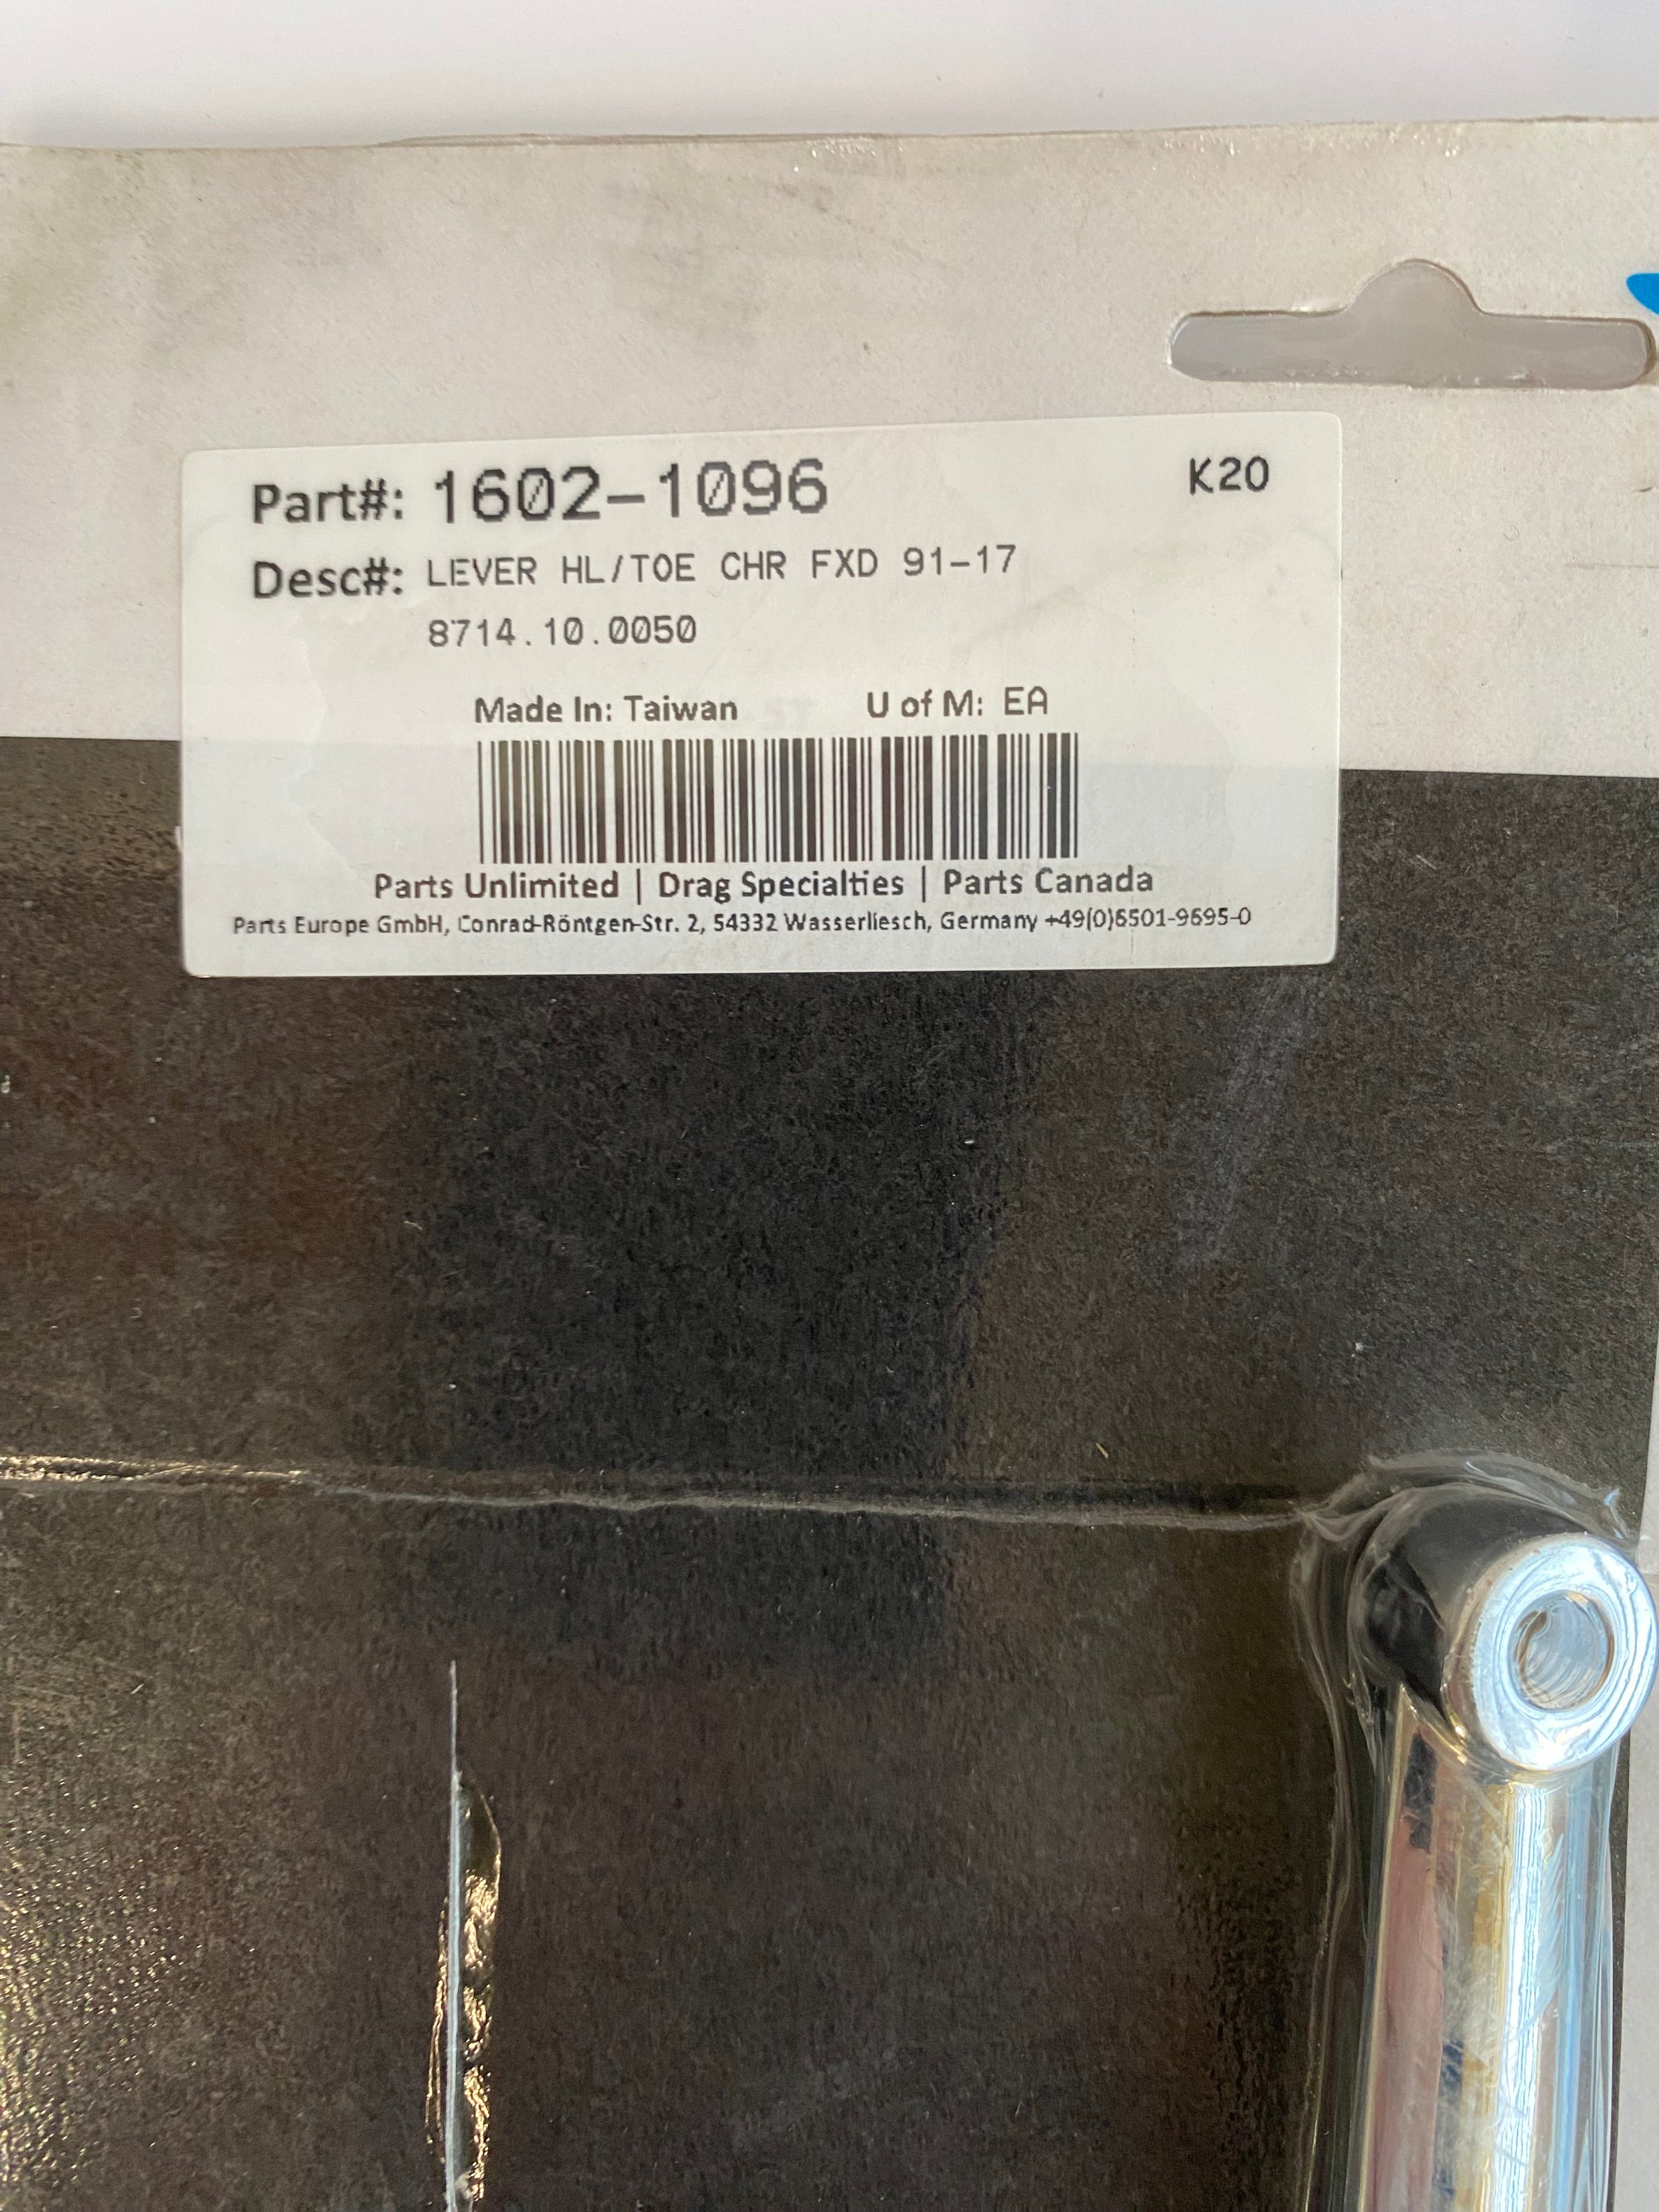 Part#: 1602-1096 K20
Desc#: LEVER HL/TOE CHR FXD 91-17
8714.10.0050
Made In: Taiwan U of M: EA
Parts Unlimited | Drag Specialties | Parts Canada
Parts Europe GmbH, Conrad-Röntgen-Str. 2, 54332 Wasserliesch, Germany +49(0)6501-9695-0